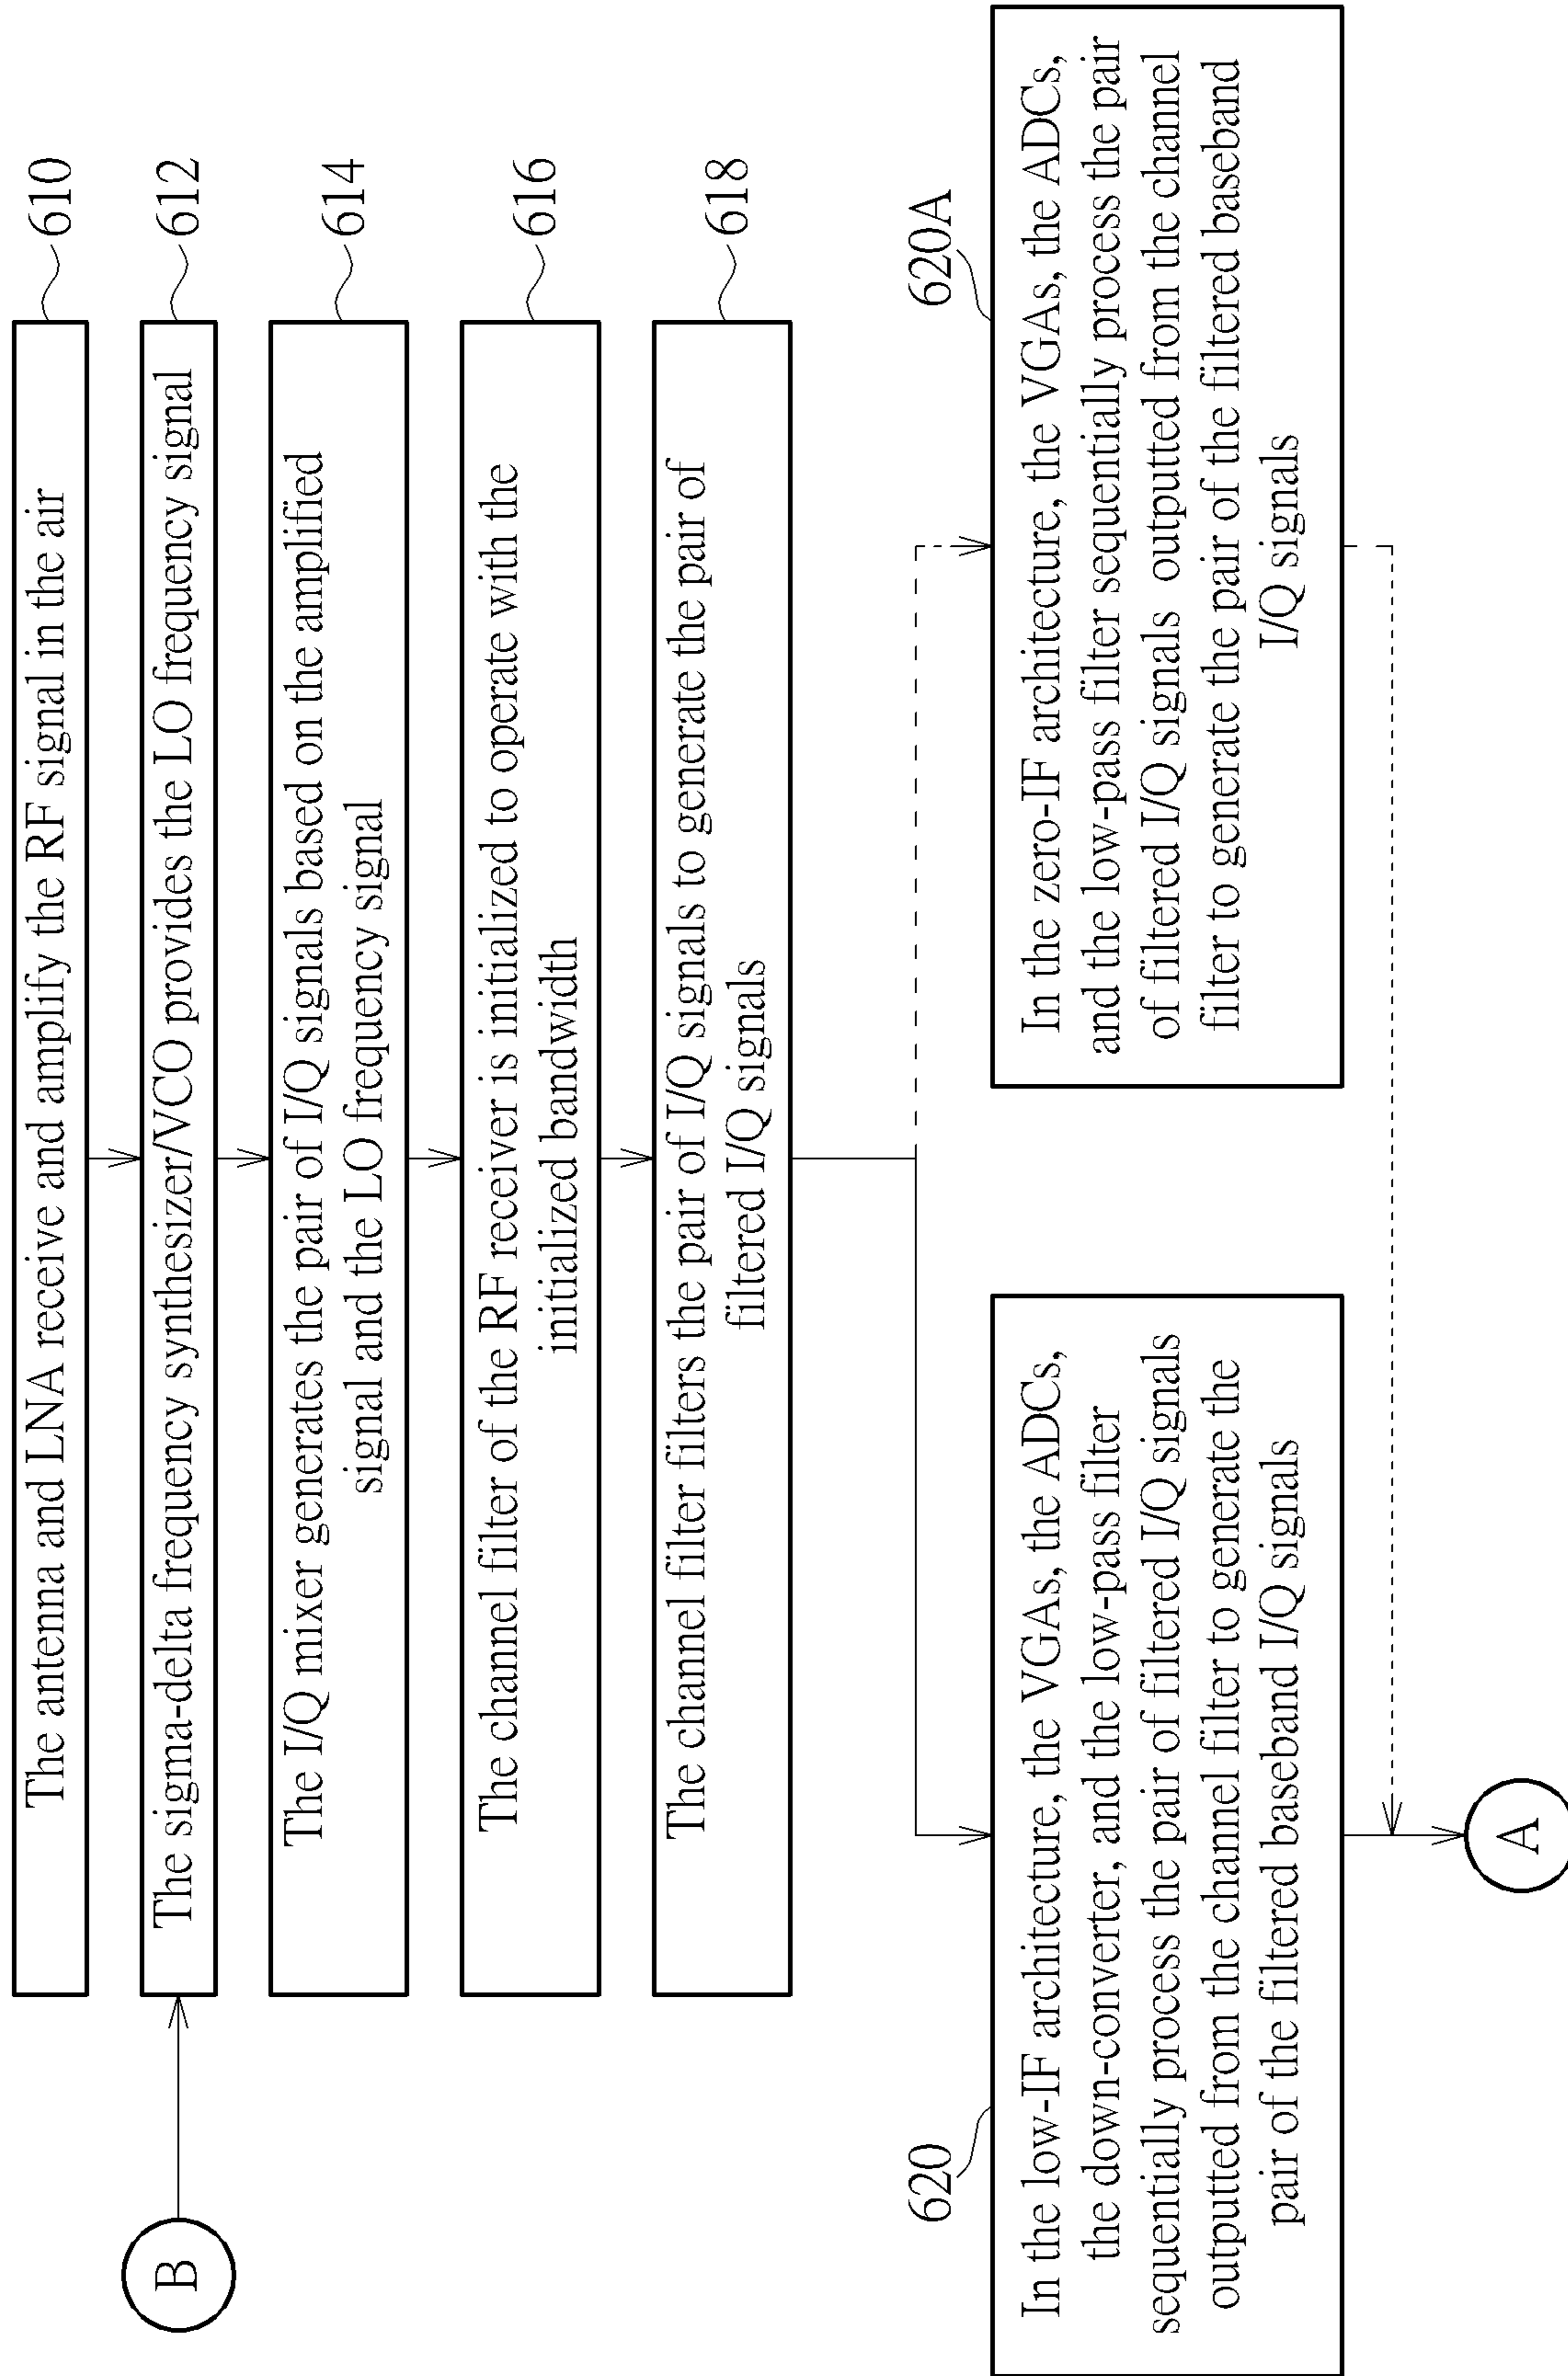 The antenna and LNA receive and amplify the RF signal in the air
610
B
The sigma-delta frequency synthesizer/VCO provides the LO frequency signal
612
The I/Q mixer generates the pair of I/Q signals based on the amplified
signal and the LO frequency signal
614
The channel filter of the RF receiver is initialized to operate with the
initialized bandwidth
616
The channel filter filters the pair of I/Q signals to generate the pair of
filtered I/Q signals
618
620
In the low-IF architecture, the VGAs, the ADCs,
the down-converter, and the low-pass filter
sequentially process the pair of filtered I/Q signals
outputted from the channel filter to generate the
pair of the filtered baseband I/Q signals
620A
In the zero-IF architecture, the VGAs, the ADCs,
and the low-pass filter sequentially process the pair
of filtered I/Q signals outputted from the channel
filter to generate the pair of the filtered baseband
I/Q signals
A